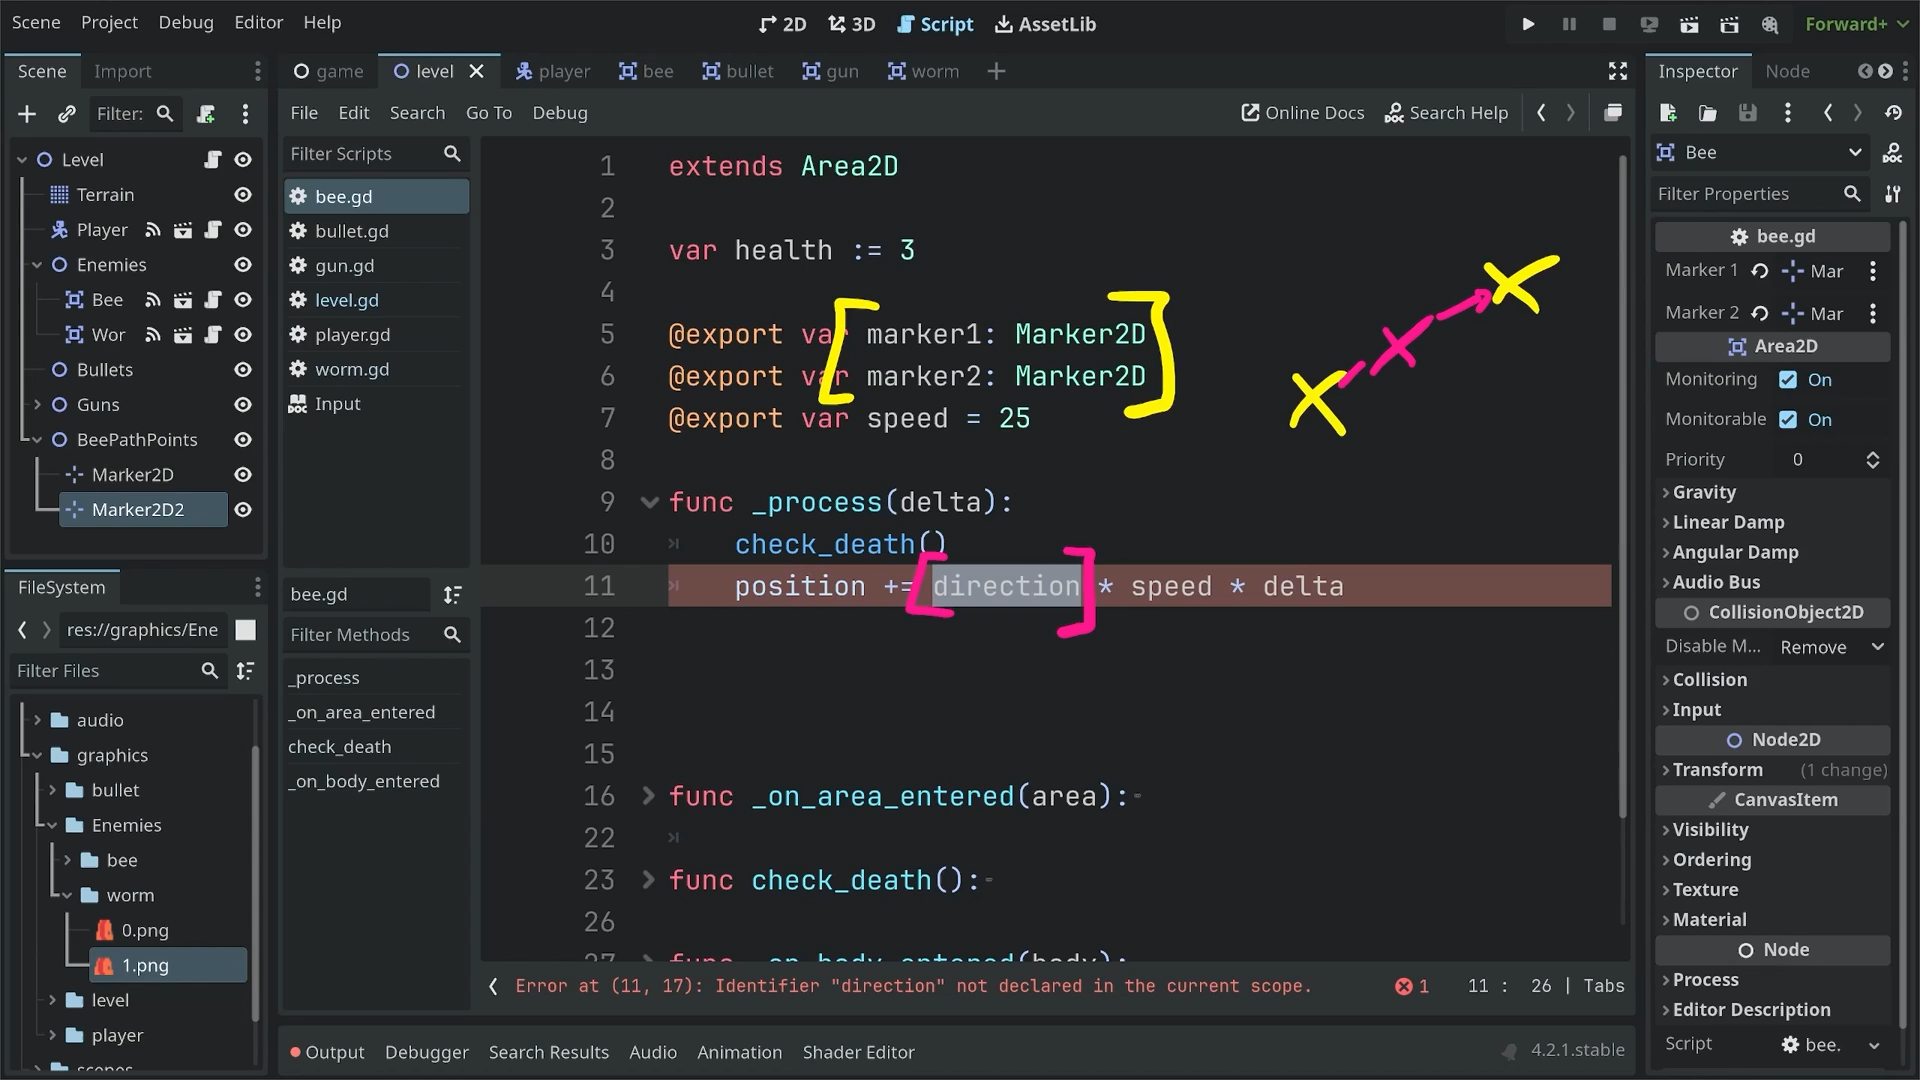 Scene Project Debug Editor Help
2D 3D Script AssetLib
Forward+
Scene Import
game level player bee bullet gun worm
Inspector Node
Filter:
File Edit Search Go To Debug
Online Docs Search Help
Level
Terrain
Player
Enemies
Bee
Wor
Bullets
Guns
BeePathPoints
Marker2D
Marker2D2
FileSystem
res://graphics/Ene
Filter Files
audio
graphics
bullet
Enemies
bee
worm
0.png
1.png
level
player
scenes
Filter Scripts
bee.gd
bullet.gd
gun.gd
level.gd
player.gd
worm.gd
Input
bee.gd
Filter Methods
_process
_on_area_entered
check_death
_on_body_entered
1 extends Area2D
2
3 var health := 3
4
5 @export var marker1: Marker2D
6 @export var marker2: Marker2D
7 @export var speed = 25
8
9 func _process(delta):
10 check_death()
11 position += direction * speed * delta
12
13
14
15
16 func _on_area_entered(area):
22
23 func check_death():
26
27 func _on_body_entered(body):
Error at (11, 17): Identifier "direction" not declared in the current scope.
1 11 : 26 | Tabs
Output Debugger Search Results Audio Animation Shader Editor
4.2.1.stable
Bee
Filter Properties
bee.gd
Marker 1 Mar
Marker 2 Mar
Area2D
Monitoring On
Monitorable On
Priority 0
Gravity
Linear Damp
Angular Damp
Audio Bus
CollisionObject2D
Disable M... Remove
Collision
Input
Node2D
Transform (1 change)
CanvasItem
Visibility
Ordering
Texture
Material
Node
Process
Editor Description
Script bee.